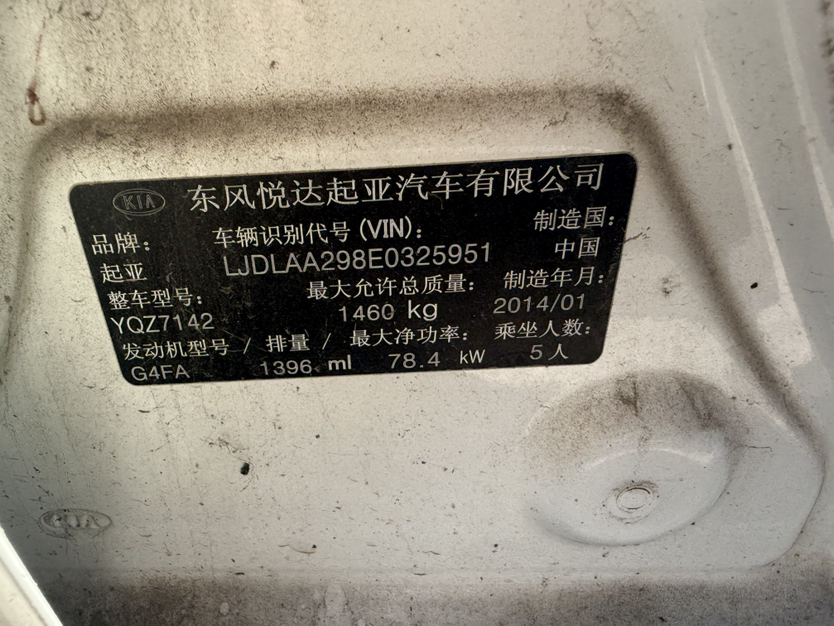 KIA 东风悦达起亚汽车有限公司
品牌: 车辆识别代号(VIN): 制造国:
起亚 LJDLAA298E0325951 中国
整车型号: 最大允许总质量: 制造年月:
YQZ7142 1460 kg 2014/01
发动机型号 / 排量 / 最大净功率: 乘坐人数:
G4FA 1396 ml 78.4 kW 5 人
KIA